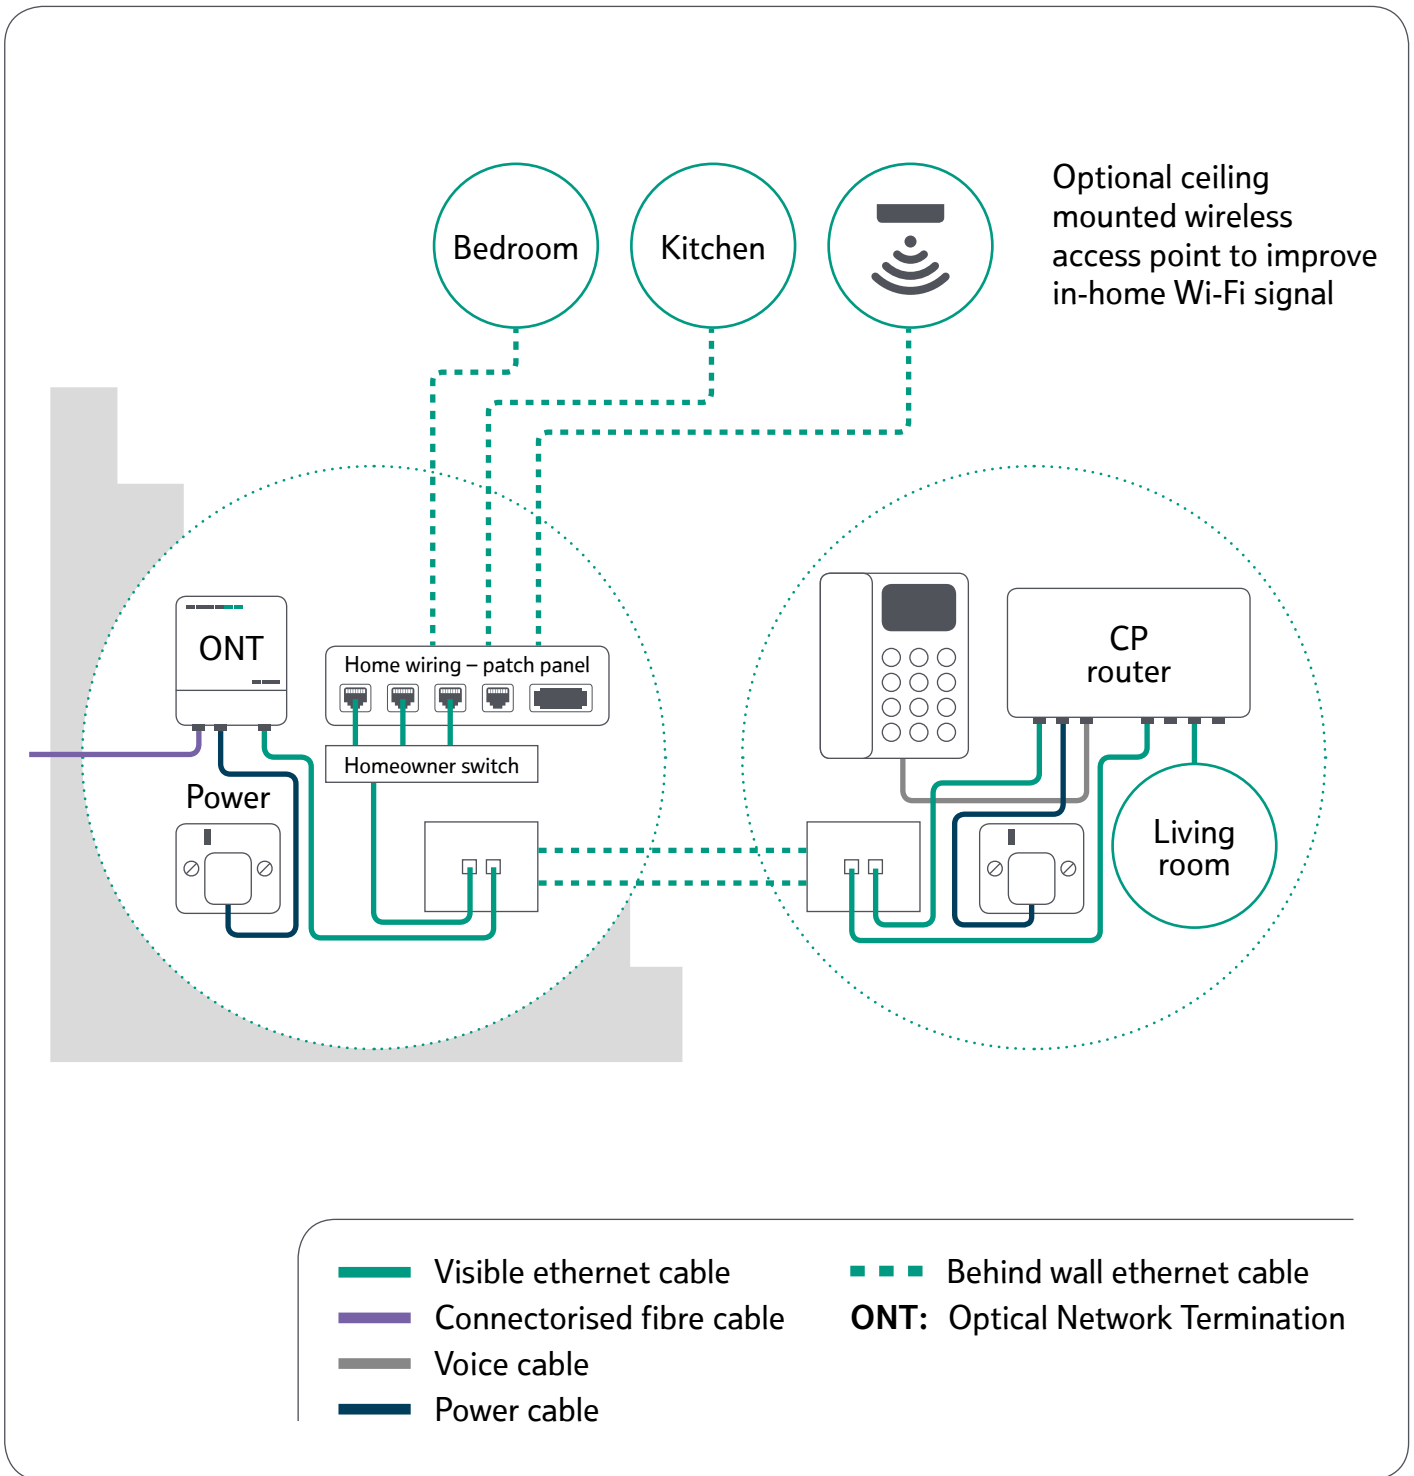 Bedroom
Kitchen
Optional ceiling
mounted wireless
access point to improve
in-home Wi-Fi signal
ONT
Home wiring – patch panel
Homeowner switch
Power
CP
router
Living
room
Visible ethernet cable
Connectorised fibre cable
Voice cable
Power cable
Behind wall ethernet cable
ONT: Optical Network Termination